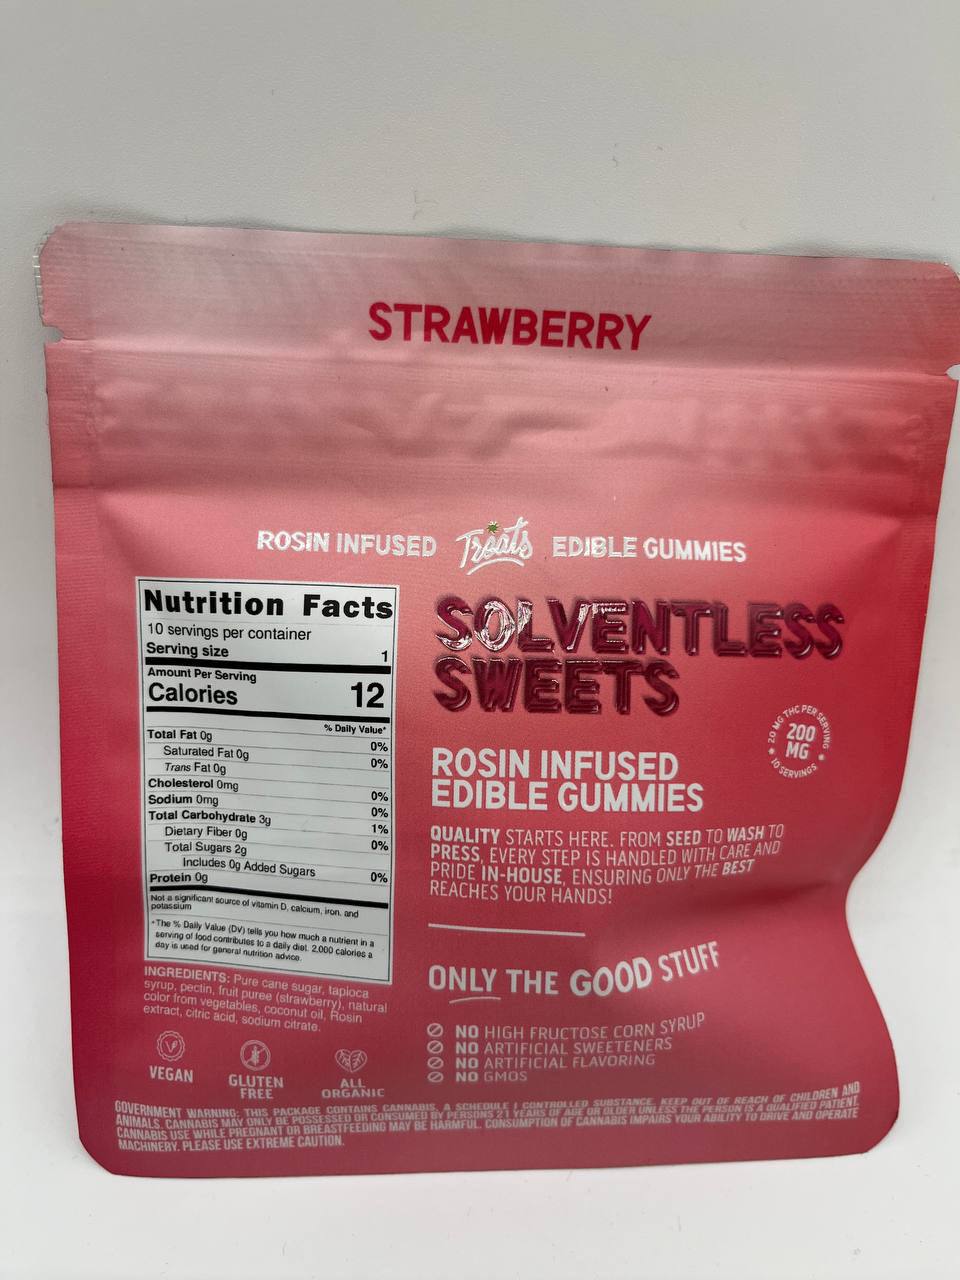 STRAWBERRY
ROSIN INFUSED Treats EDIBLE GUMMIES
Nutrition Facts
10 servings per container
Serving size 1
Amount Per Serving
Calories 12
% Daily Value*
Total Fat 0g 0%
Saturated Fat 0g 0%
Trans Fat 0g
Cholesterol 0mg 0%
Sodium 0mg 0%
Total Carbohydrate 3g 1%
Dietary Fiber 0g 0%
Total Sugars 2g
Includes 0g Added Sugars 0%
Protein 0g
Not a significant source of vitamin D, calcium, iron, and
potassium
*The % Daily Value (DV) tells you how much a nutrient in a
serving of food contributes to a daily diet. 2,000 calories a
day is used for general nutrition advice.
INGREDIENTS: Pure cane sugar, tapioca
syrup, pectin, fruit puree (strawberry), natural
color from vegetables, coconut oil, Rosin
extract, citric acid, sodium citrate.
VEGAN
GLUTEN
FREE
ALL
ORGANIC
SOLVENTLESS
SWEETS
20 MG THC PER SERVING
200
MG
10 SERVINGS
ROSIN INFUSED
EDIBLE GUMMIES
QUALITY STARTS HERE. FROM SEED TO WASH TO
PRESS, EVERY STEP IS HANDLED WITH CARE AND
PRIDE IN-HOUSE, ENSURING ONLY THE BEST
REACHES YOUR HANDS!
ONLY THE GOOD STUFF
NO HIGH FRUCTOSE CORN SYRUP
NO ARTIFICIAL SWEETENERS
NO ARTIFICIAL FLAVORING
NO GMOS
GOVERNMENT WARNING: THIS PACKAGE CONTAINS CANNABIS, A SCHEDULE I CONTROLLED SUBSTANCE. KEEP OUT OF REACH OF CHILDREN AND
ANIMALS. CANNABIS MAY ONLY BE POSSESSED OR CONSUMED BY PERSONS 21 YEARS OF AGE OR OLDER UNLESS THE PERSON IS A QUALIFIED PATIENT.
CANNABIS USE WHILE PREGNANT OR BREASTFEEDING MAY BE HARMFUL. CONSUMPTION OF CANNABIS IMPAIRS YOUR ABILITY TO DRIVE AND OPERATE
MACHINERY. PLEASE USE EXTREME CAUTION.